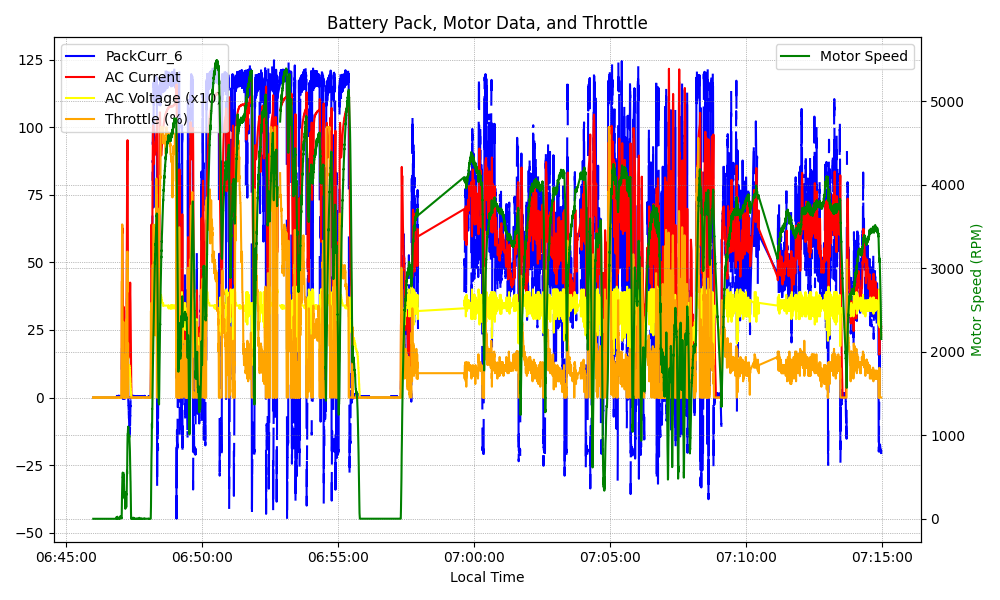 Battery Pack, Motor Data, and Throttle
PackCurr_6
AC Current
AC Voltage (x10)
Throttle (%)
Motor Speed
125
100
75
50
25
0
−25
−50
5000
4000
3000
2000
1000
0
Motor Speed (RPM)
06:45:00 06:50:00 06:55:00 07:00:00 07:05:00 07:10:00 07:15:00
Local Time